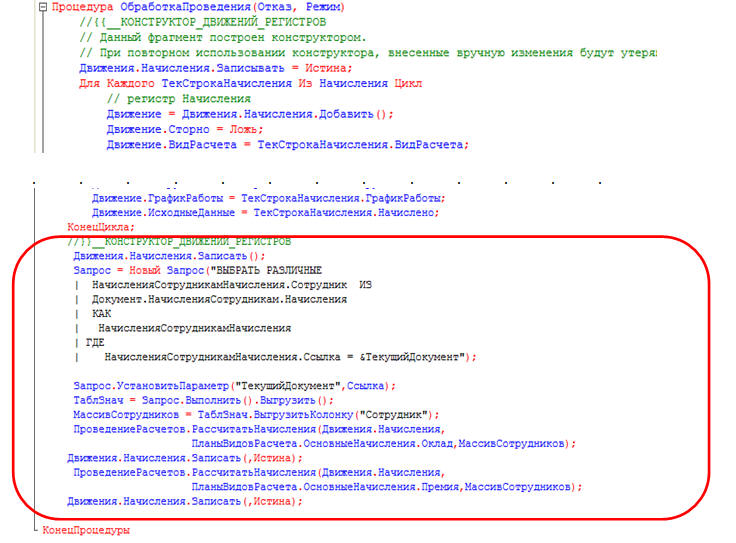 Процедура ОбработкаПроведения(Отказ, Режим)
//{{__КОНСТРУКТОР_ДВИЖЕНИЙ_РЕГИСТРОВ
// Данный фрагмент построен конструктором.
// При повторном использовании конструктора, внесенные вручную изменения будут
Движения.Начисления.Записывать = Истина;
Для Каждого ТекСтрокаНачисления Из Начисления Цикл
// регистр Начисления
Движение = Движения.Начисления.Добавить();
Движение.Сторно = Ложь;
Движение.ВидРасчета = ТекСтрокаНачисления.ВидРасчета;
. . . . . . . . . . . . .
Движение.ГрафикРаботы = ТекСтрокаНачисления.ГрафикРаботы;
Движение.ИсходныеДанные = ТекСтрокаНачисления.Начислено;
КонецЦикла;
//}}__КОНСТРУКТОР_ДВИЖЕНИЙ_РЕГИСТРОВ
Движения.Начисления.Записать();
Запрос = Новый Запрос("ВЫБРАТЬ РАЗЛИЧНЫЕ
| НачисленияСотрудникамНачисления.Сотрудник ИЗ
| Документ.НачисленияСотрудникам.Начисления
| КАК
| НачисленияСотрудникамНачисления
| ГДЕ
| НачисленияСотрудникамНачисления.Ссылка = &ТекущийДокумент");
Запрос.УстановитьПараметр("ТекущийДокумент",Ссылка);
ТаблЗнач = Запрос.Выполнить().Выгрузить();
МассивСотрудников = ТаблЗнач.ВыгрузитьКолонку("Сотрудник");
ПроведениеРасчетов.РассчитатьНачисления(Движения.Начисления,
ПланыВидовРасчета.ОсновныеНачисления.Оклад,МассивСотрудников);
Движения.Начисления.Записать(,Истина);
ПроведениеРасчетов.РассчитатьНачисления(Движения.Начисления,
ПланыВидовРасчета.ОсновныеНачисления.Премия,МассивСотрудников);
Движения.Начисления.Записать(,Истина);
КонецПроцедуры